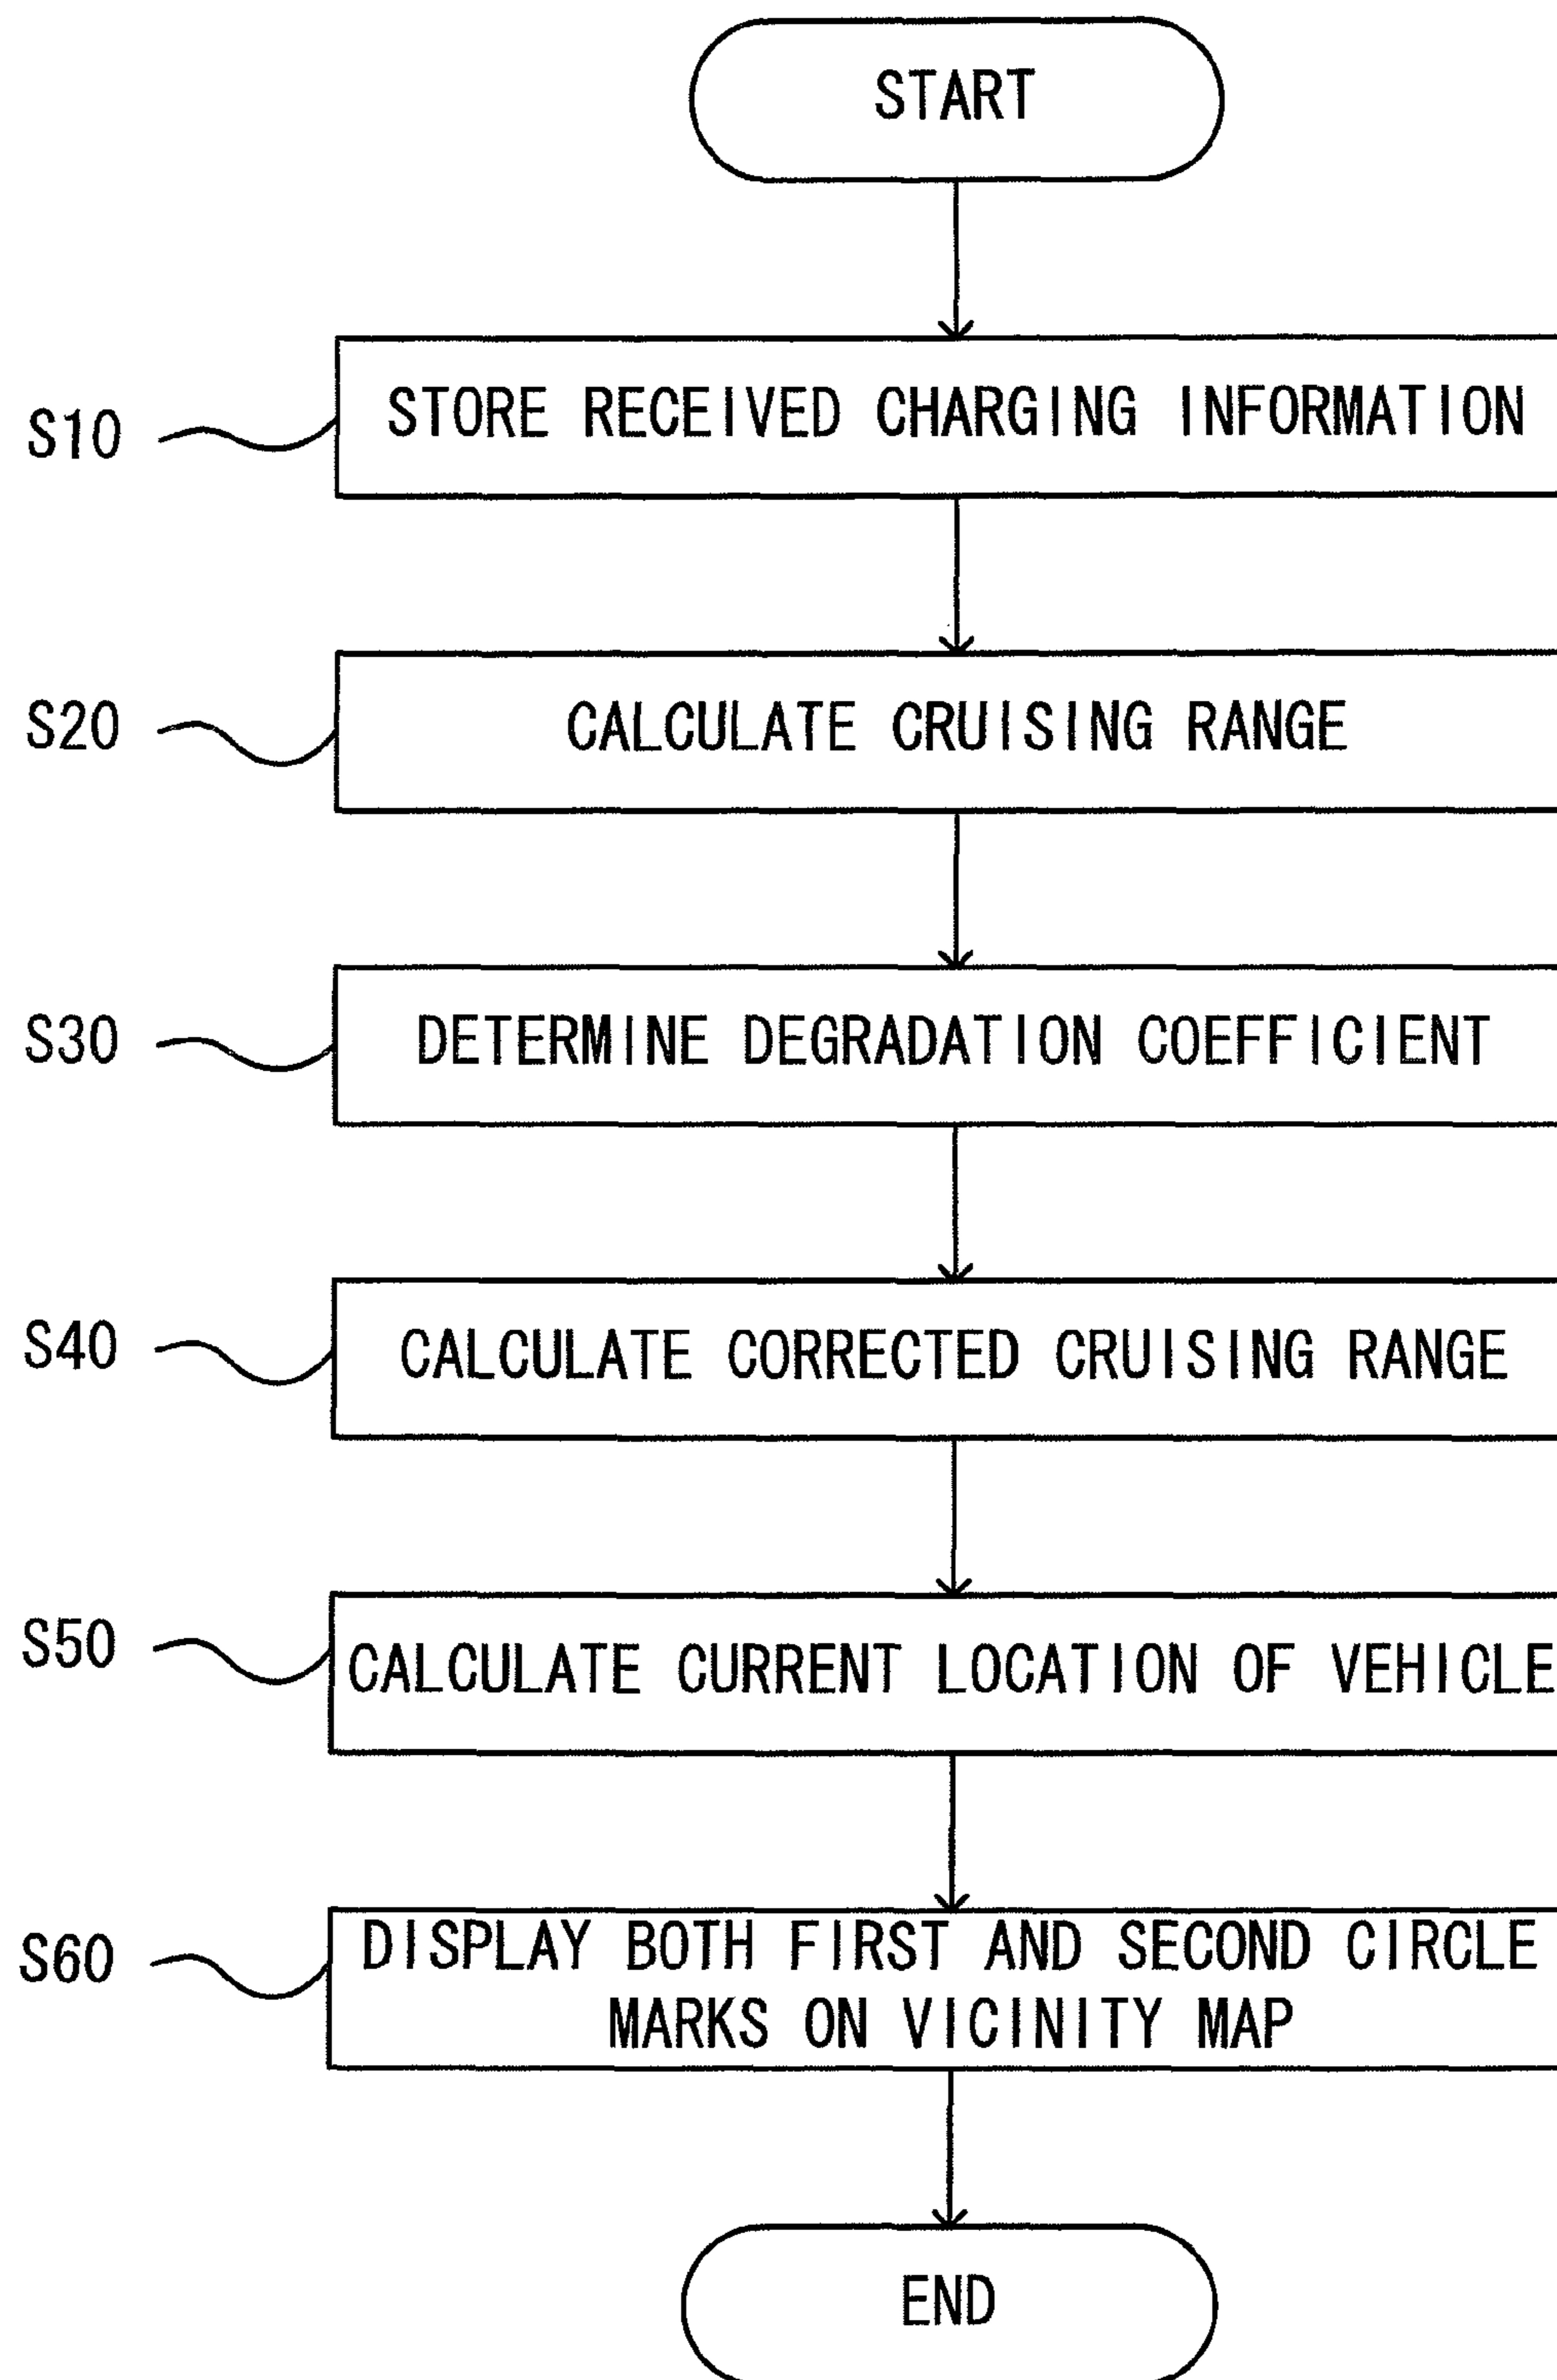 START
S10 STORE RECEIVED CHARGING INFORMATION
S20 CALCULATE CRUISING RANGE
S30 DETERMINE DEGRADATION COEFFICIENT
S40 CALCULATE CORRECTED CRUISING RANGE
S50 CALCULATE CURRENT LOCATION OF VEHICLE
S60 DISPLAY BOTH FIRST AND SECOND CIRCLE
MARKS ON VICINITY MAP
END